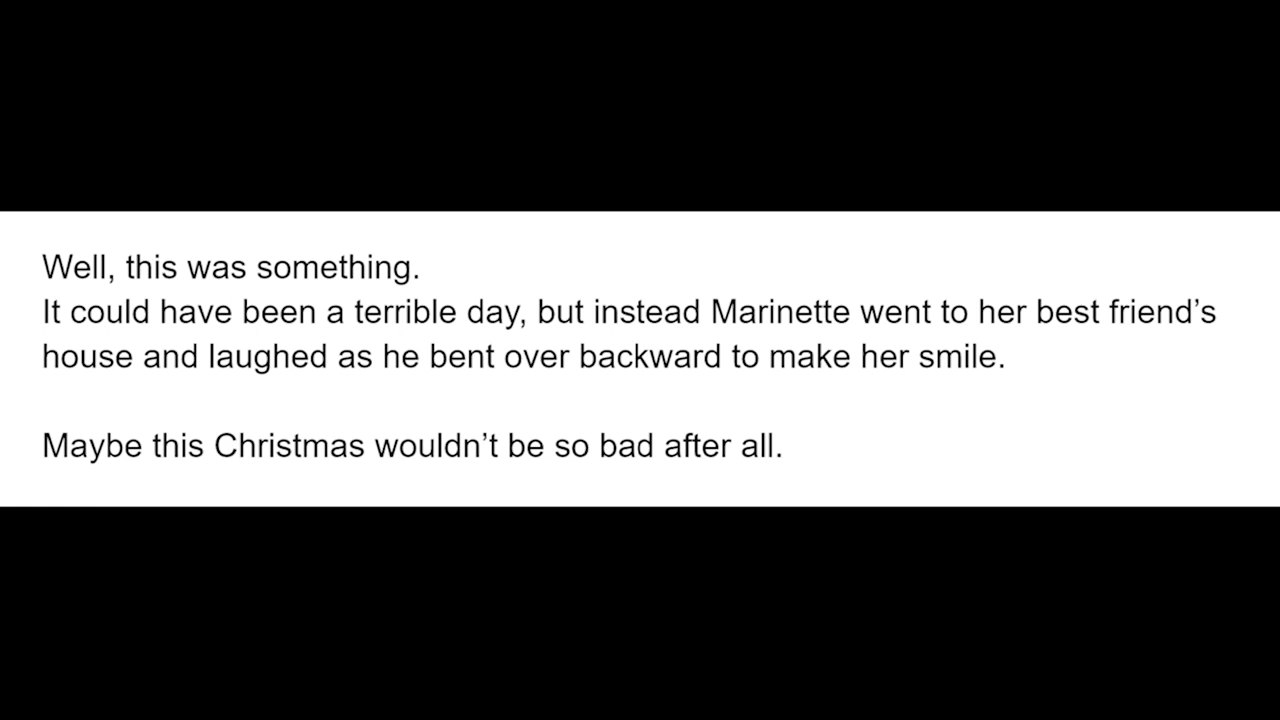 Well, this was something.
It could have been a terrible day, but instead Marinette went to her best friend’s
house and laughed as he bent over backward to make her smile.
Maybe this Christmas wouldn’t be so bad after all.